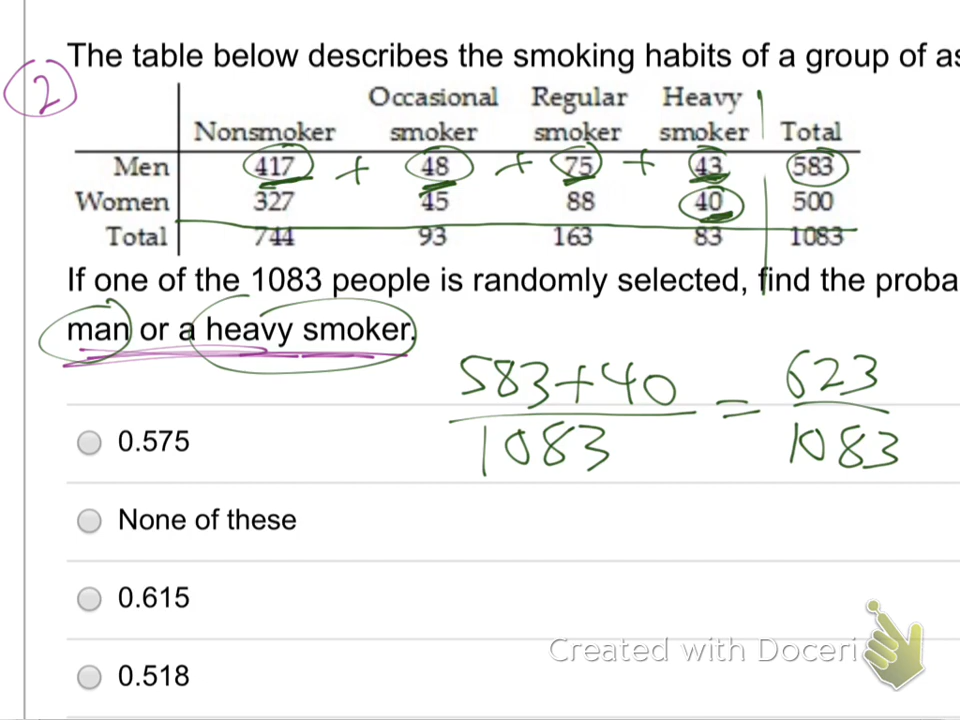 2
The table below describes the smoking habits of a group of as
Occasional Regular Heavy
Nonsmoker smoker smoker smoker Total
Men 417 + 48 + 75 + 43 583
Women 327 45 88 40 500
Total 744 93 163 83 1083
If one of the 1083 people is randomly selected, find the proba
man or a heavy smoker.
583+40 / 1083 = 623 / 1083
0.575
None of these
0.615
Created with Doceri
0.518